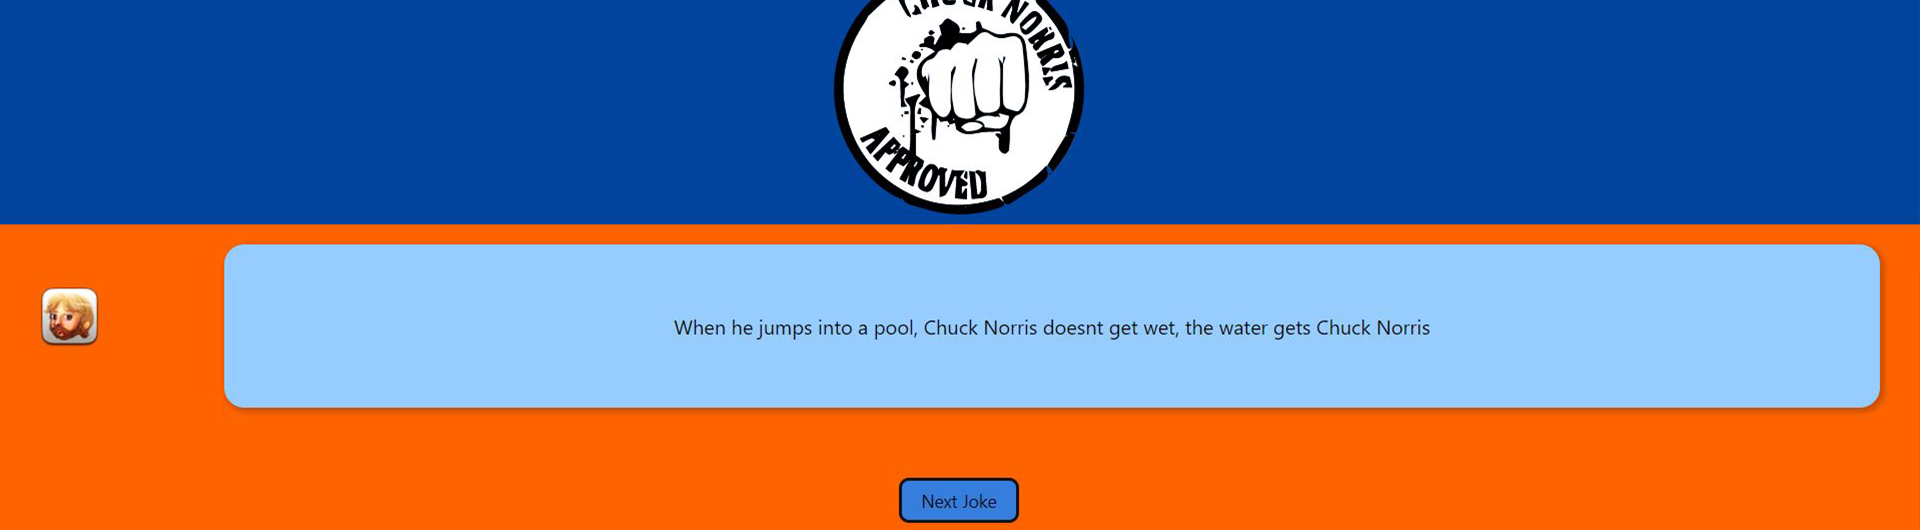 CHUCK NORRIS
APPROVED
When he jumps into a pool, Chuck Norris doesnt get wet, the water gets Chuck Norris
Next Joke